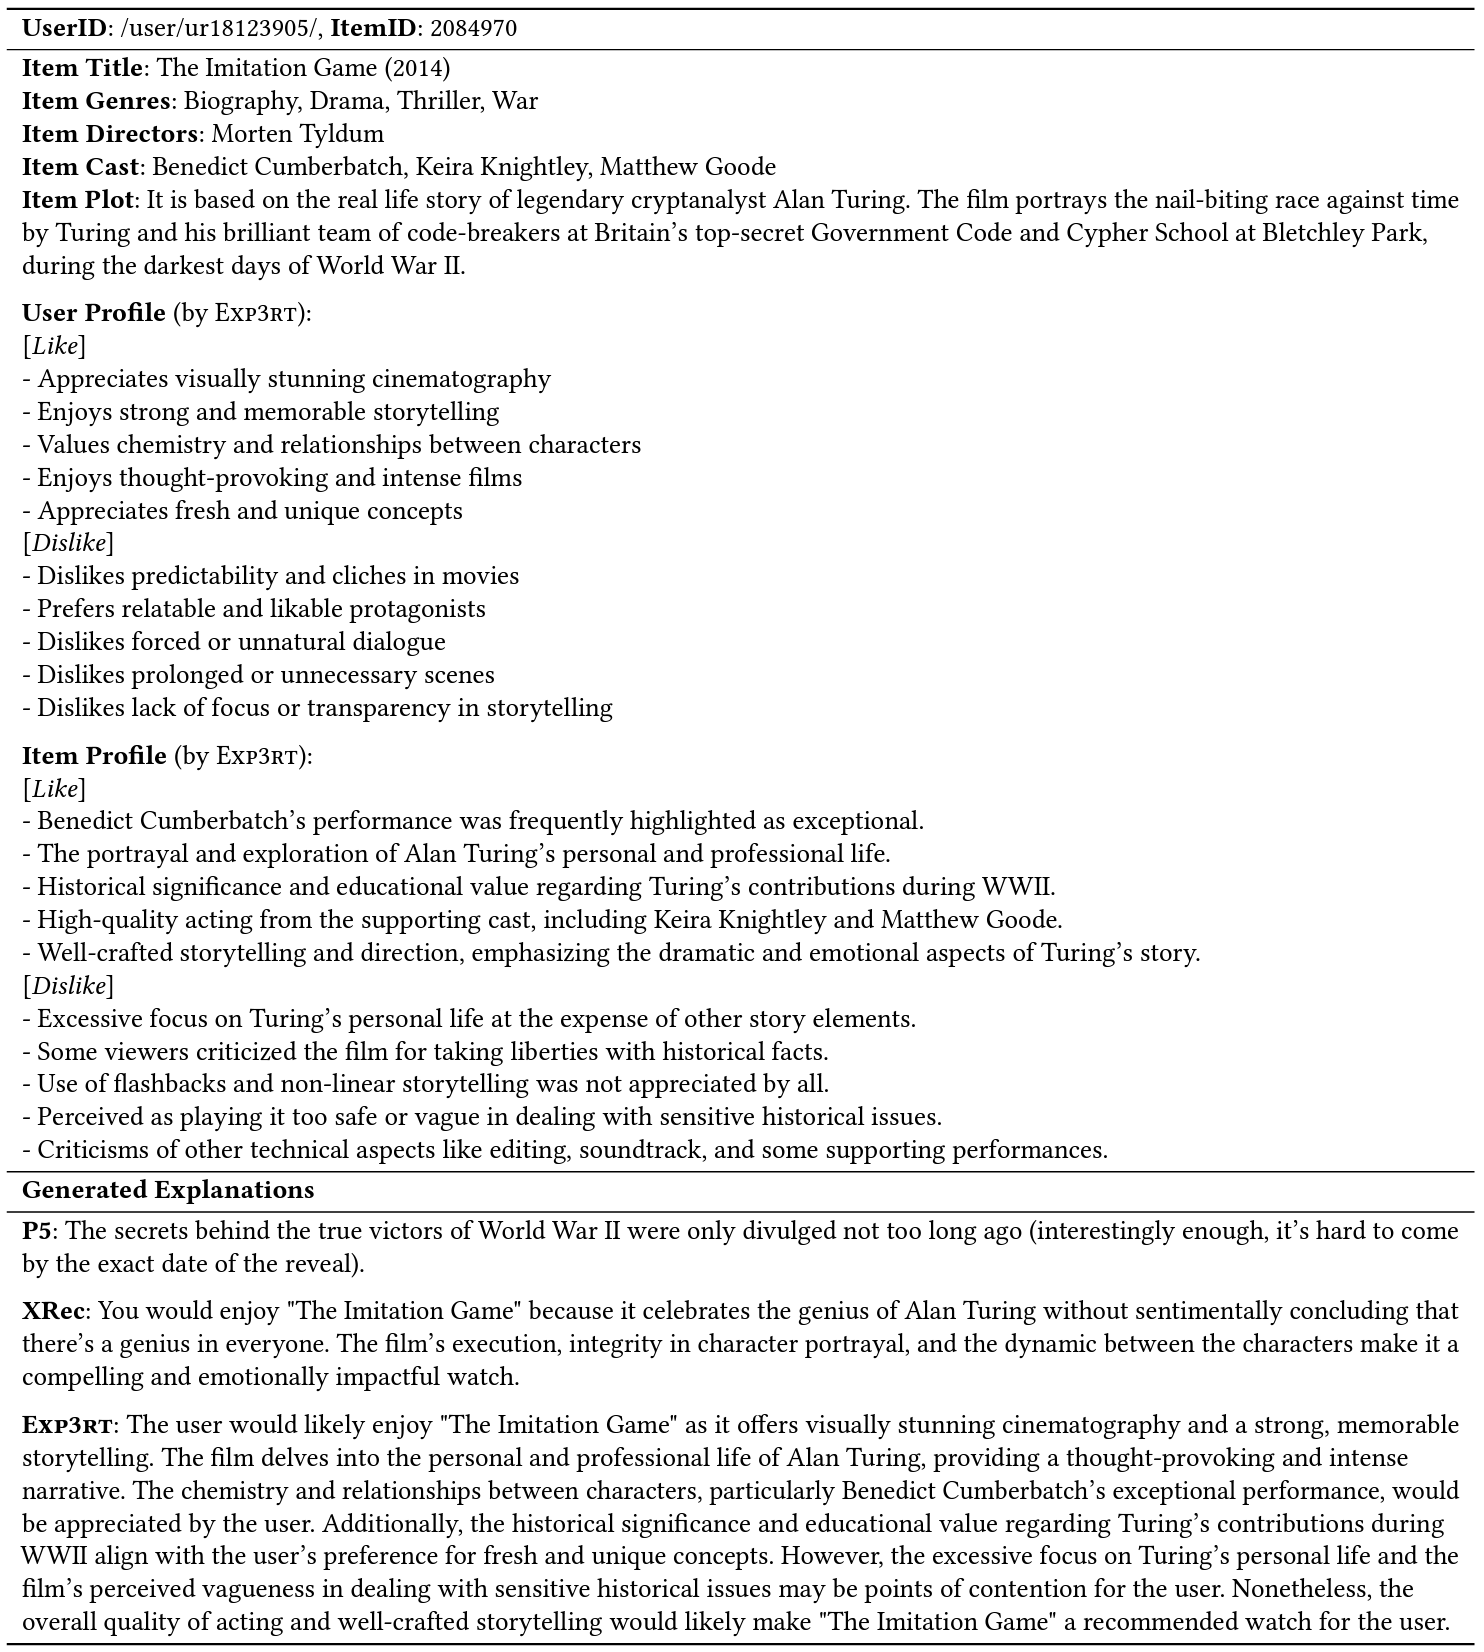 UserID: /user/ur18123905/, ItemID: 2084970
Item Title: The Imitation Game (2014)
Item Genres: Biography, Drama, Thriller, War
Item Directors: Morten Tyldum
Item Cast: Benedict Cumberbatch, Keira Knightley, Matthew Goode
Item Plot: It is based on the real life story of legendary cryptanalyst Alan Turing. The film portrays the nail-biting race against time
by Turing and his brilliant team of code-breakers at Britain’s top-secret Government Code and Cypher School at Bletchley Park,
during the darkest days of World War II.
User Profile (by Exp3rt):
[Like]
- Appreciates visually stunning cinematography
- Enjoys strong and memorable storytelling
- Values chemistry and relationships between characters
- Enjoys thought-provoking and intense films
- Appreciates fresh and unique concepts
[Dislike]
- Dislikes predictability and cliches in movies
- Prefers relatable and likable protagonists
- Dislikes forced or unnatural dialogue
- Dislikes prolonged or unnecessary scenes
- Dislikes lack of focus or transparency in storytelling
Item Profile (by Exp3rt):
[Like]
- Benedict Cumberbatch’s performance was frequently highlighted as exceptional.
- The portrayal and exploration of Alan Turing’s personal and professional life.
- Historical significance and educational value regarding Turing’s contributions during WWII.
- High-quality acting from the supporting cast, including Keira Knightley and Matthew Goode.
- Well-crafted storytelling and direction, emphasizing the dramatic and emotional aspects of Turing’s story.
[Dislike]
- Excessive focus on Turing’s personal life at the expense of other story elements.
- Some viewers criticized the film for taking liberties with historical facts.
- Use of flashbacks and non-linear storytelling was not appreciated by all.
- Perceived as playing it too safe or vague in dealing with sensitive historical issues.
- Criticisms of other technical aspects like editing, soundtrack, and some supporting performances.
Generated Explanations
P5: The secrets behind the true victors of World War II were only divulged not too long ago (interestingly enough, it’s hard to come
by the exact date of the reveal).
XRec: You would enjoy "The Imitation Game" because it celebrates the genius of Alan Turing without sentimentally concluding that
there’s a genius in everyone. The film’s execution, integrity in character portrayal, and the dynamic between the characters make it a
compelling and emotionally impactful watch.
Exp3rt: The user would likely enjoy "The Imitation Game" as it offers visually stunning cinematography and a strong, memorable
storytelling. The film delves into the personal and professional life of Alan Turing, providing a thought-provoking and intense
narrative. The chemistry and relationships between characters, particularly Benedict Cumberbatch’s exceptional performance, would
be appreciated by the user. Additionally, the historical significance and educational value regarding Turing’s contributions during
WWII align with the user’s preference for fresh and unique concepts. However, the excessive focus on Turing’s personal life and the
film’s perceived vagueness in dealing with sensitive historical issues may be points of contention for the user. Nonetheless, the
overall quality of acting and well-crafted storytelling would likely make "The Imitation Game" a recommended watch for the user.